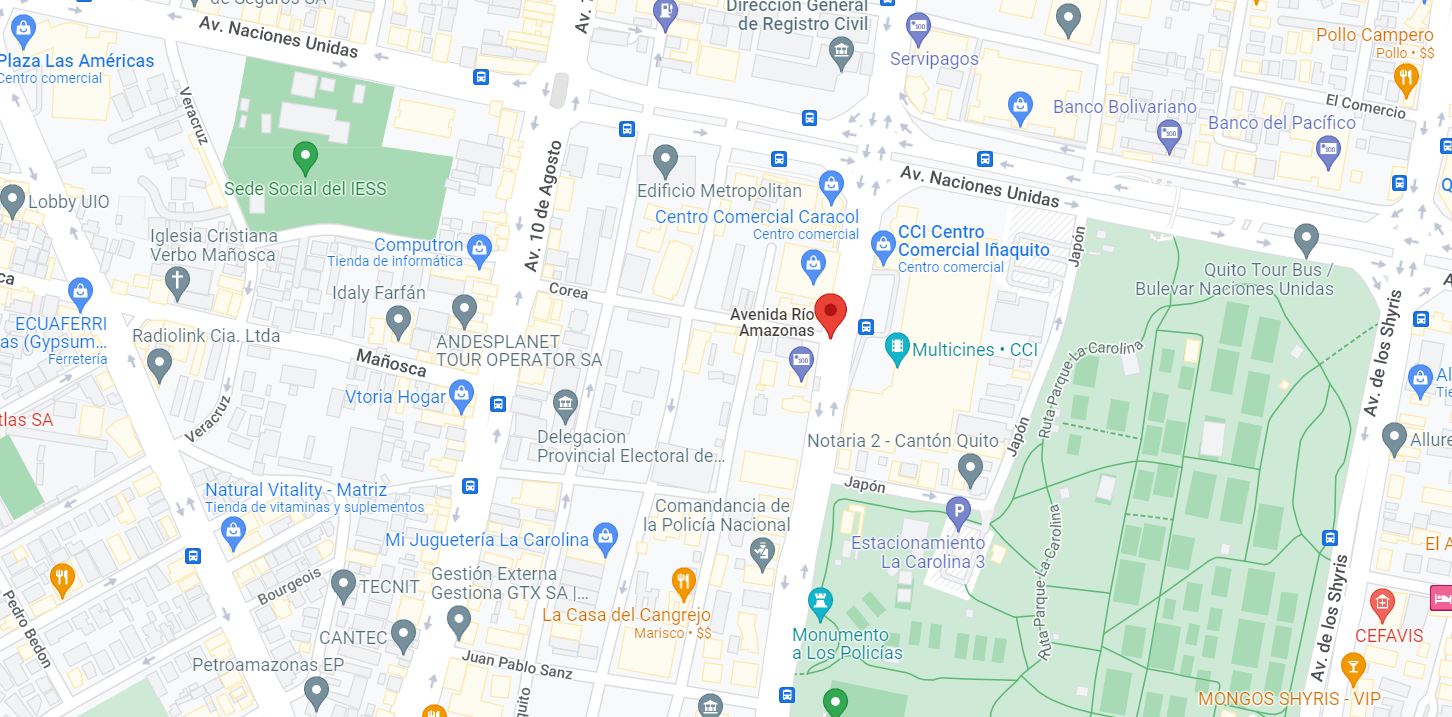 de Seguros SA
Av. Naciones Unidas
Plaza Las Américas
Centro comercial
Dirección General
de Registro Civil
Servipagos
Pollo Campero
Pollo • $$
El Comercio
Banco Bolivariano
Banco del Pacífico
Veracruz
Sede Social del IESS
Lobby UIO
Iglesia Cristiana
Verbo Mañosca
Computron
Tienda de informática
Av. 10 de Agosto
Edificio Metropolitan
Centro Comercial Caracol
Centro comercial
Av. Naciones Unidas
CCI Centro
Comercial Iñaquito
Centro comercial
Japón
Quito Tour Bus /
Bulevar Naciones Unidas
ECUAFERRI
as (Gypsum...
Ferretería
Idaly Farfán
Radiolink Cia. Ltda
Corea
ANDESPLANET
TOUR OPERATOR SA
Avenida Río
Amazonas
Multicines • CCI
Ruta-Parque-La-Carolina
Av. de los Shyris
Mañosca
Vtoria Hogar
Veracruz
tlas SA
Delegacion
Provincial Electoral de...
Notaria 2 - Cantón Quito
Japón
Japón
Allure
Natural Vitality - Matriz
Tienda de vitaminas y suplementos
Comandancia de
la Policía Nacional
Mi Juguetería La Carolina
Estacionamiento
La Carolina 3
Ruta-Parque-La-Carolina
El A
Bourgeois
TECNIT
Gestión Externa
Gestiona GTX SA |...
La Casa del Cangrejo
Marisco • $$
Pedro Bedon
CANTEC
Petroamazonas EP
Juan Pablo Sanz
Monumento
a Los Policías
Av. de los Shyris
CEFAVIS
MONGOS SHYRIS - VIP